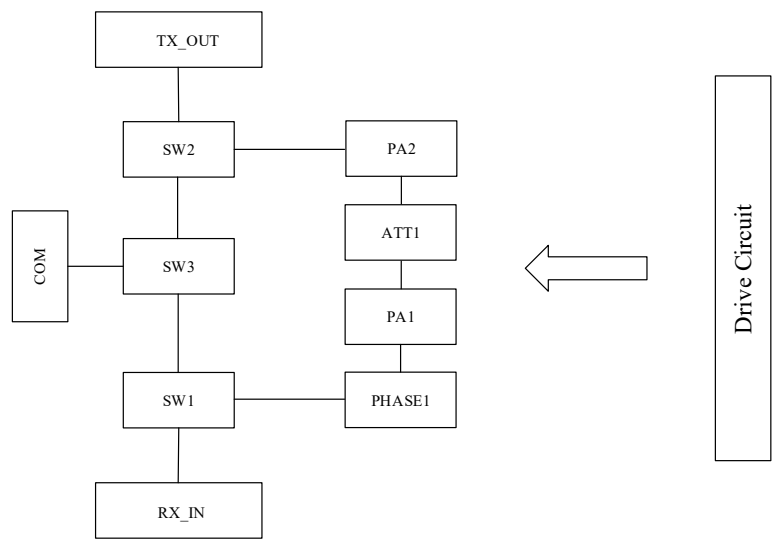 TX_OUT
SW2
PA2
ATT1
COM
SW3
PA1
SW1
PHASE1
RX_IN
Drive Circuit